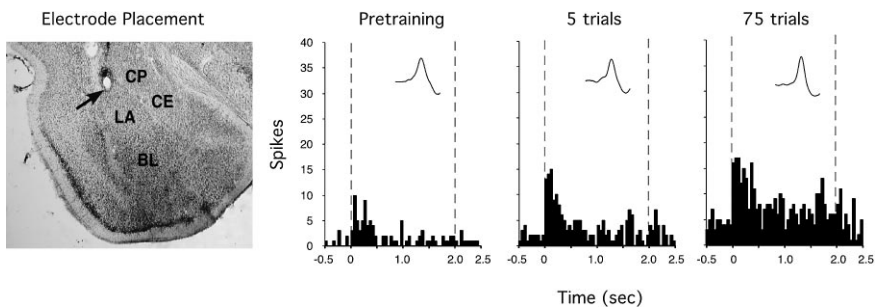 Electrode Placement
CP
CE
LA
BL
Pretraining
5 trials
75 trials
Spikes
45
40
35
30
25
20
15
10
5
0
-0.5 0 1.0 2.0 2.5
-0.5 0 1.0 2.0 2.5
-0.5 0 1.0 2.0 2.5
Time (sec)